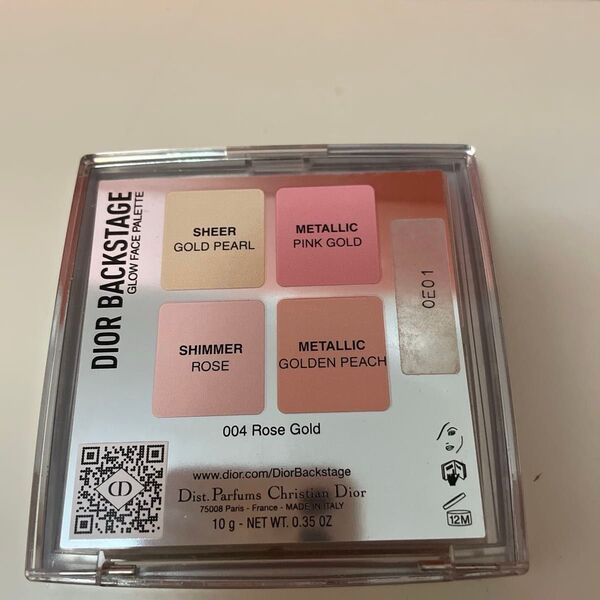 DIOR BACKSTAGE
GLOW FACE PALETTE
SHEER
GOLD PEARL
METALLIC
PINK GOLD
SHIMMER
ROSE
METALLIC
GOLDEN PEACH
0E01
004 Rose Gold
www.dior.com/DiorBackstage
Dist. Parfums Christian Dior
75008 Paris - France - MADE IN ITALY
10 g - NET WT. 0.35 OZ
CD
12M